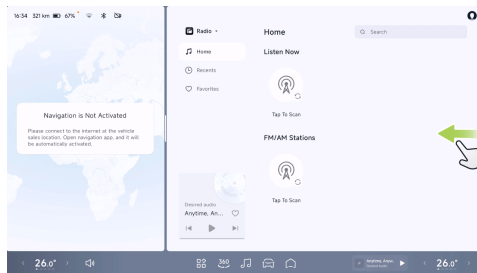 16:34 321 km 67%
Radio
Home
Search
Home
Recents
Favorites
Listen Now
Tap To Scan
Navigation is Not Activated
Please connect to the internet at the vehicle
sales location. Open navigation app, and it will
be automatically activated.
FM/AM Stations
Tap To Scan
Desired audio
Anytime, An...
26.0°
360
Anytime, Anyw
Desired audio
26.0°